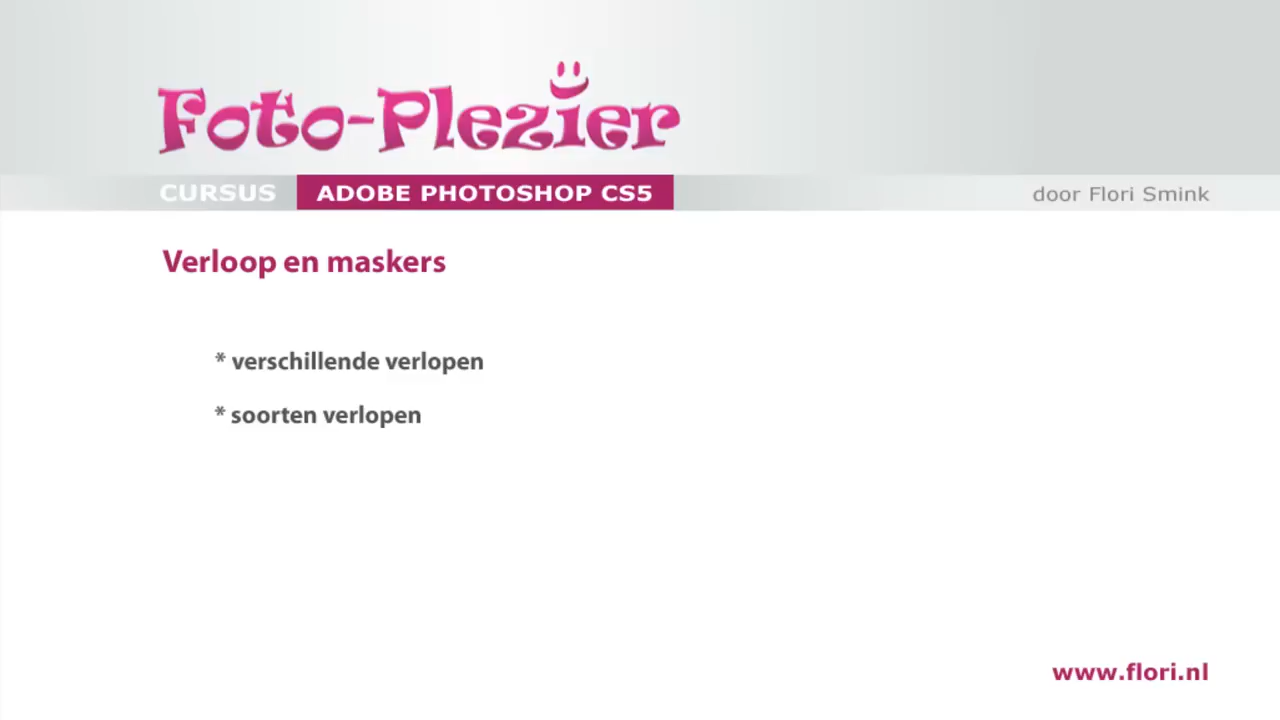 Foto-Plezier
CURSUS ADOBE PHOTOSHOP CS5 door Flori Smink
Verloop en maskers
* verschillende verlopen
* soorten verlopen
www.flori.nl